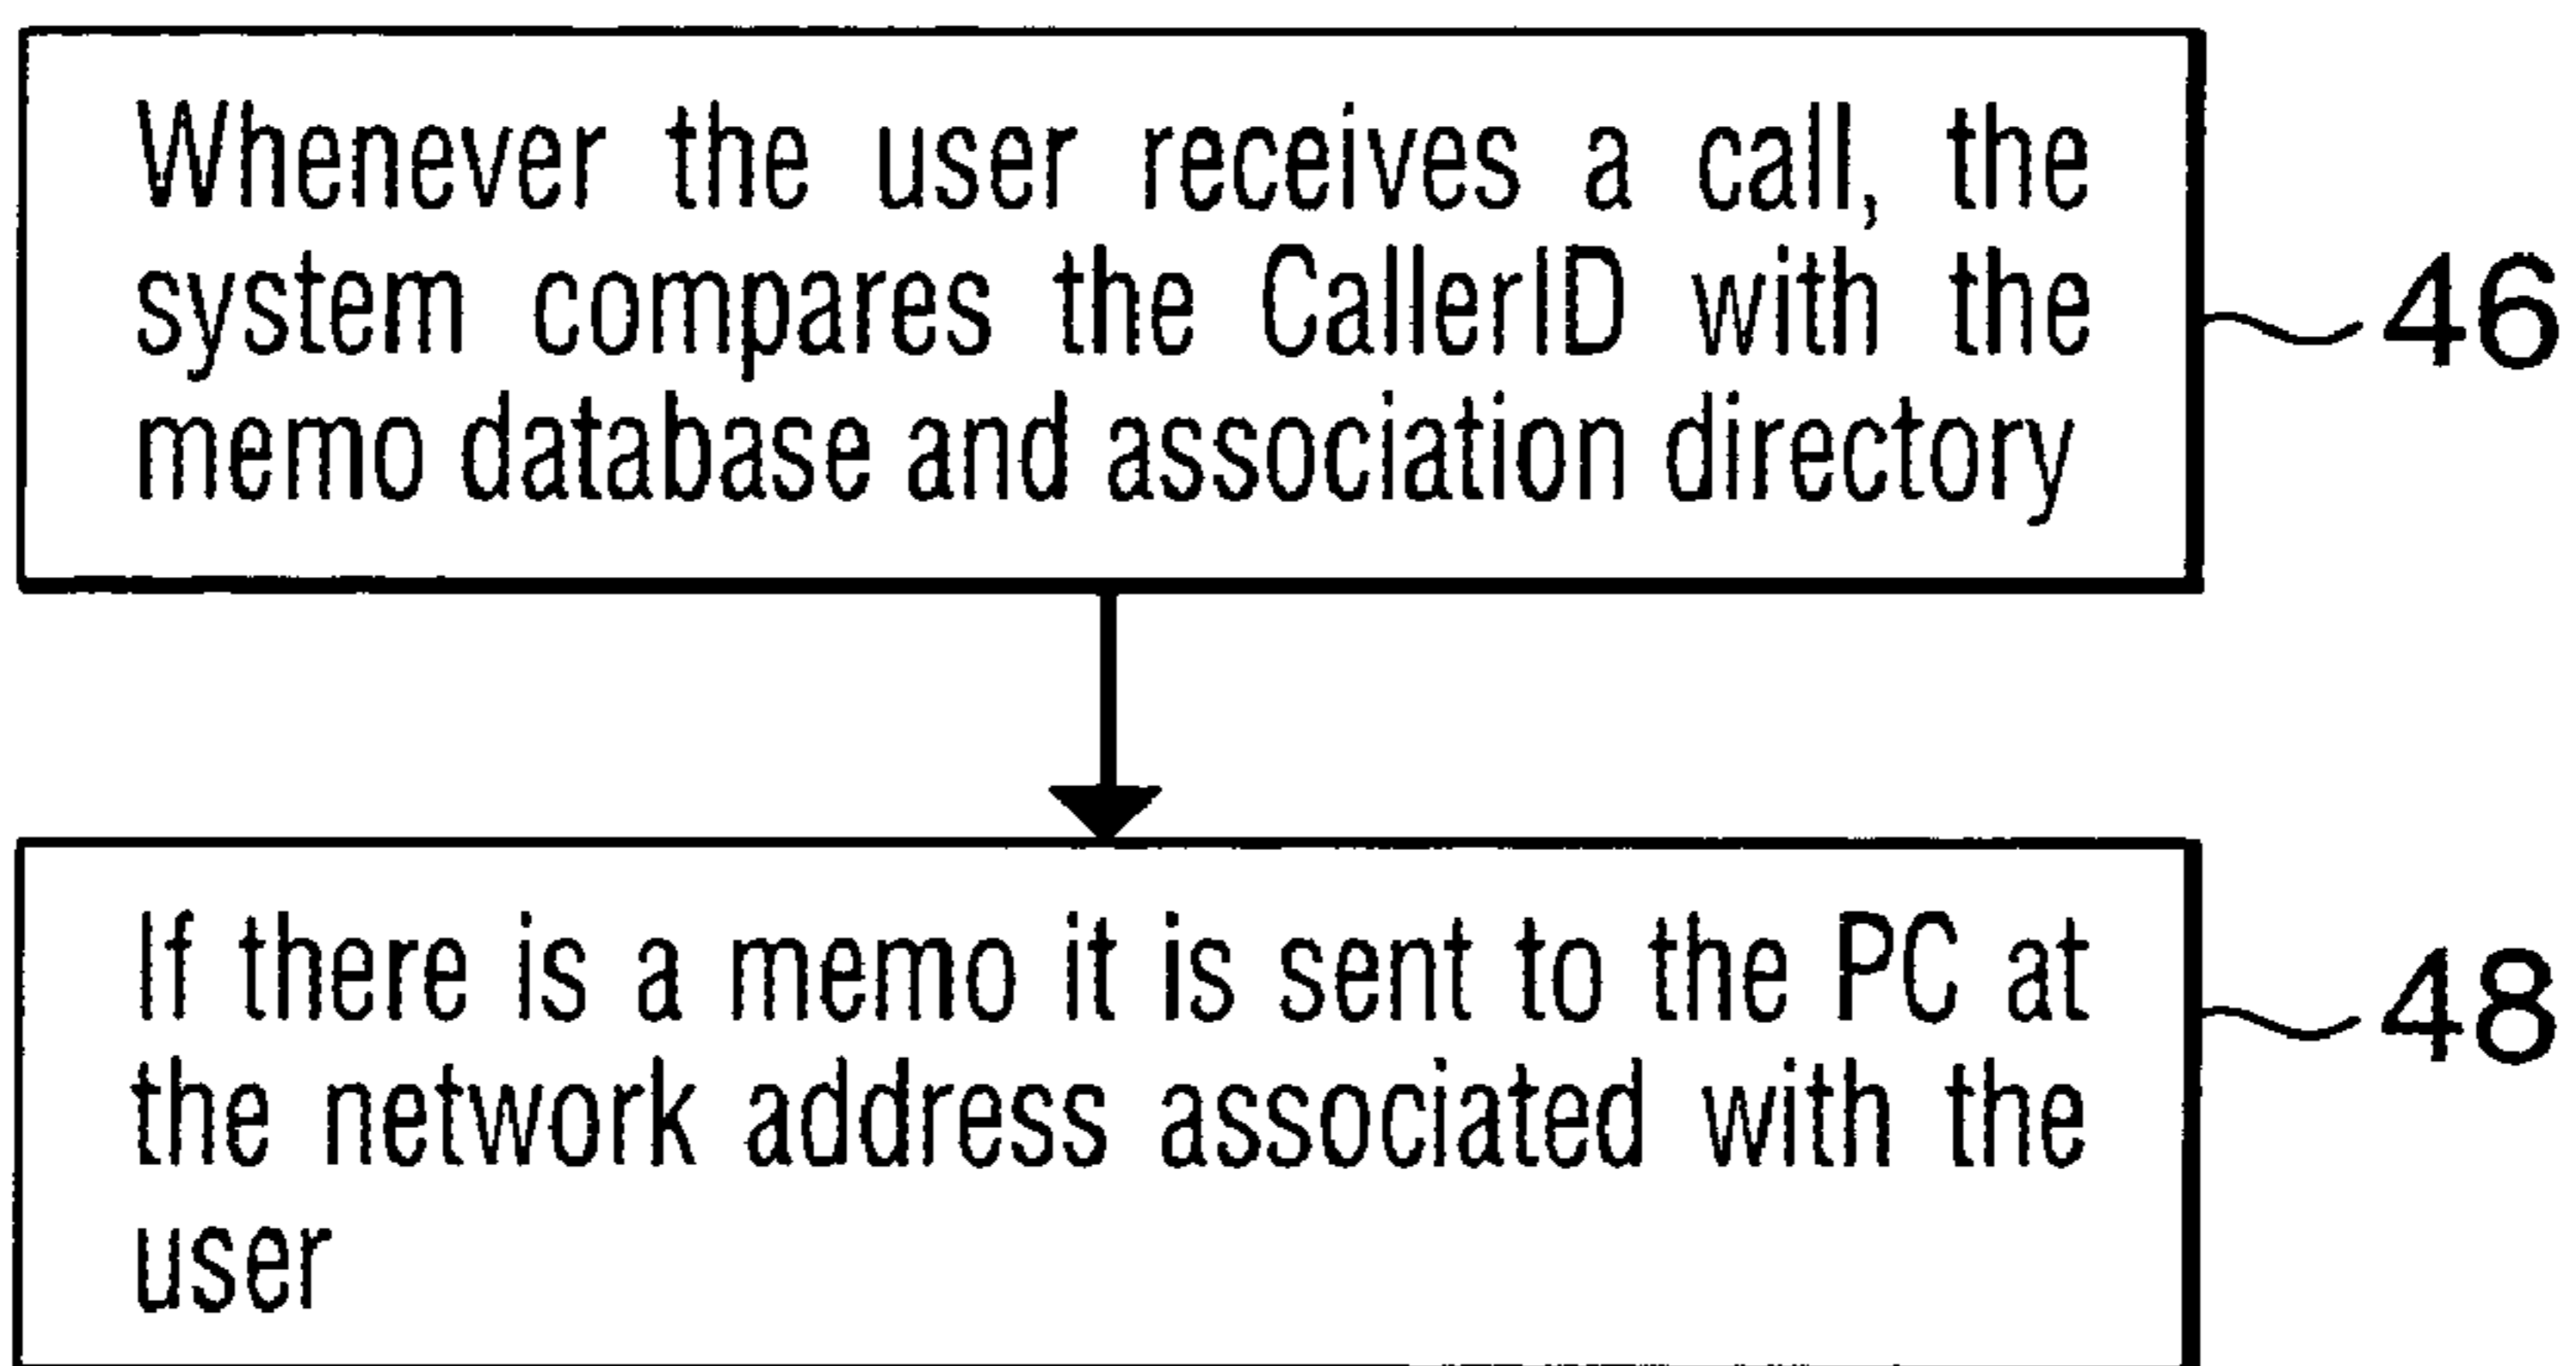 Whenever the user receives a call, the
system compares the CallerID with the
memo database and association directory
46
If there is a memo it is sent to the PC at
the network address associated with the
user
48